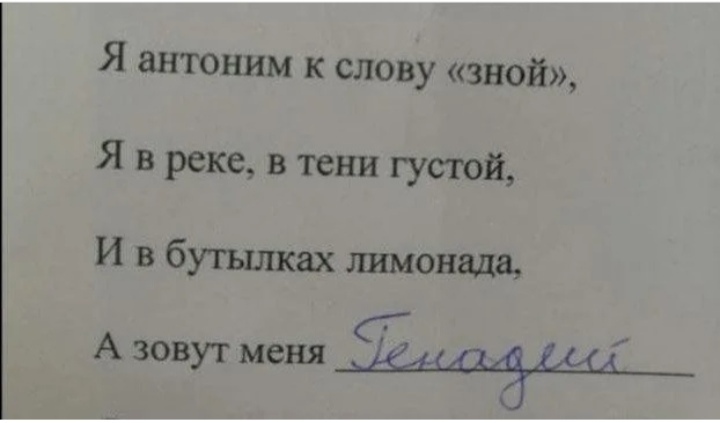 Я антоним к слову «зной»,
Я в реке, в тени густой,
И в бутылках лимонада,
А зовут меня Генадий